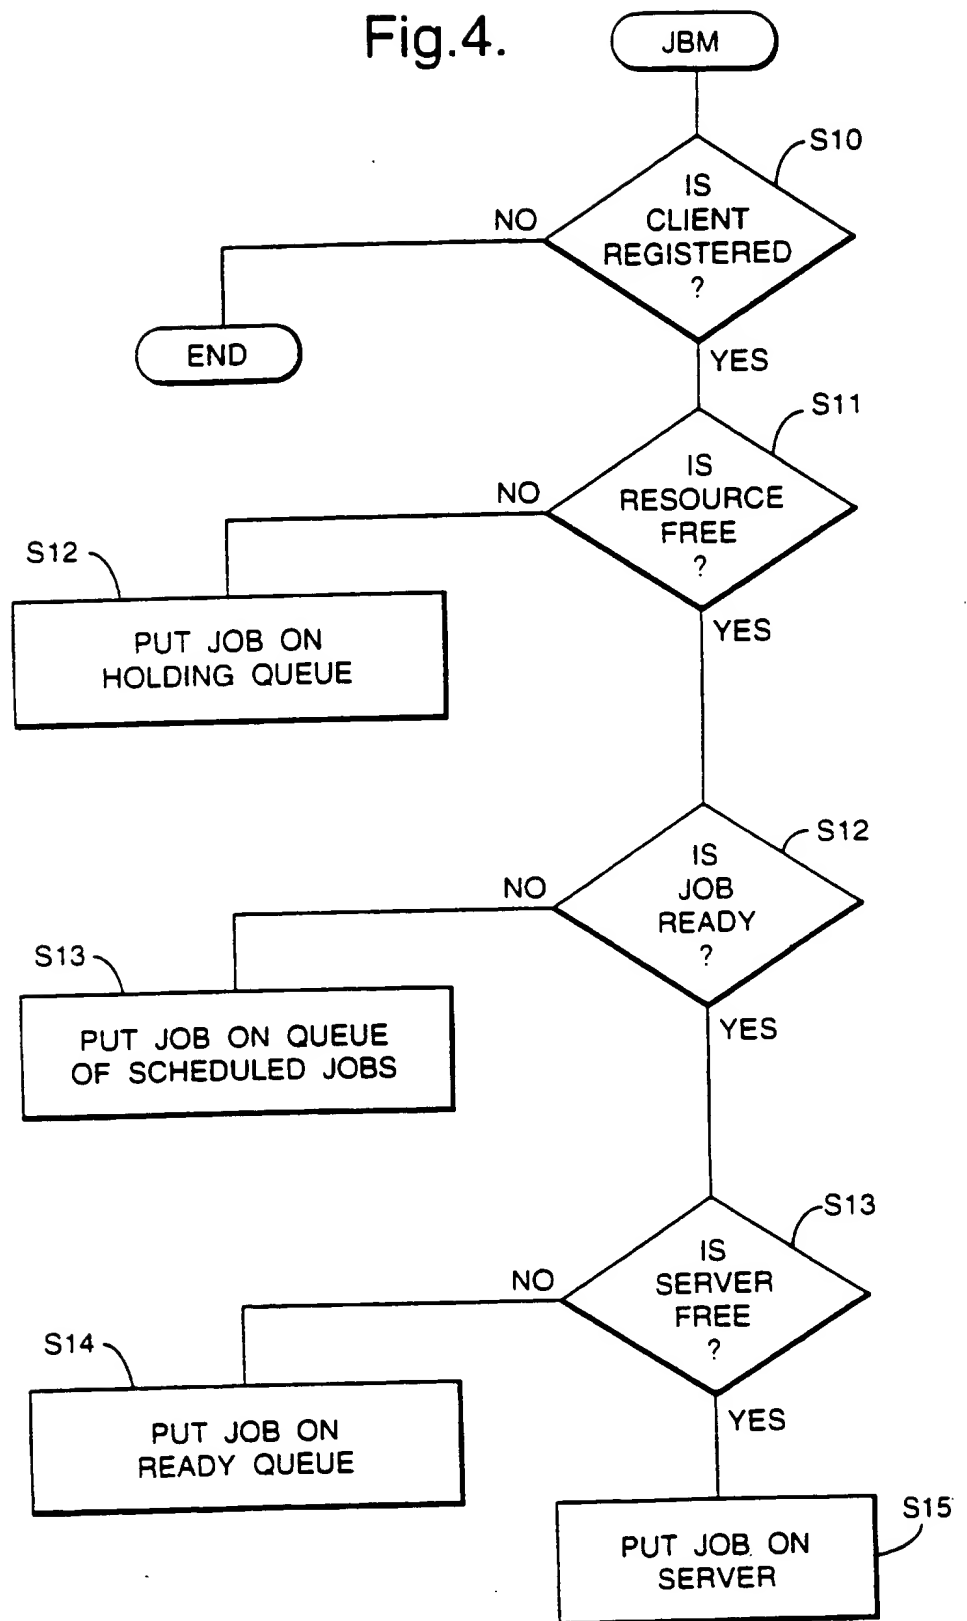 Fig.4.
JBM
S10
IS
CLIENT
REGISTERED
?
NO
END
YES
S11
IS
RESOURCE
FREE
?
NO
S12
PUT JOB ON
HOLDING QUEUE
YES
S12
IS
JOB
READY
?
NO
S13
PUT JOB ON QUEUE
OF SCHEDULED JOBS
YES
S13
IS
SERVER
FREE
?
NO
S14
PUT JOB ON
READY QUEUE
YES
S15
PUT JOB ON
SERVER